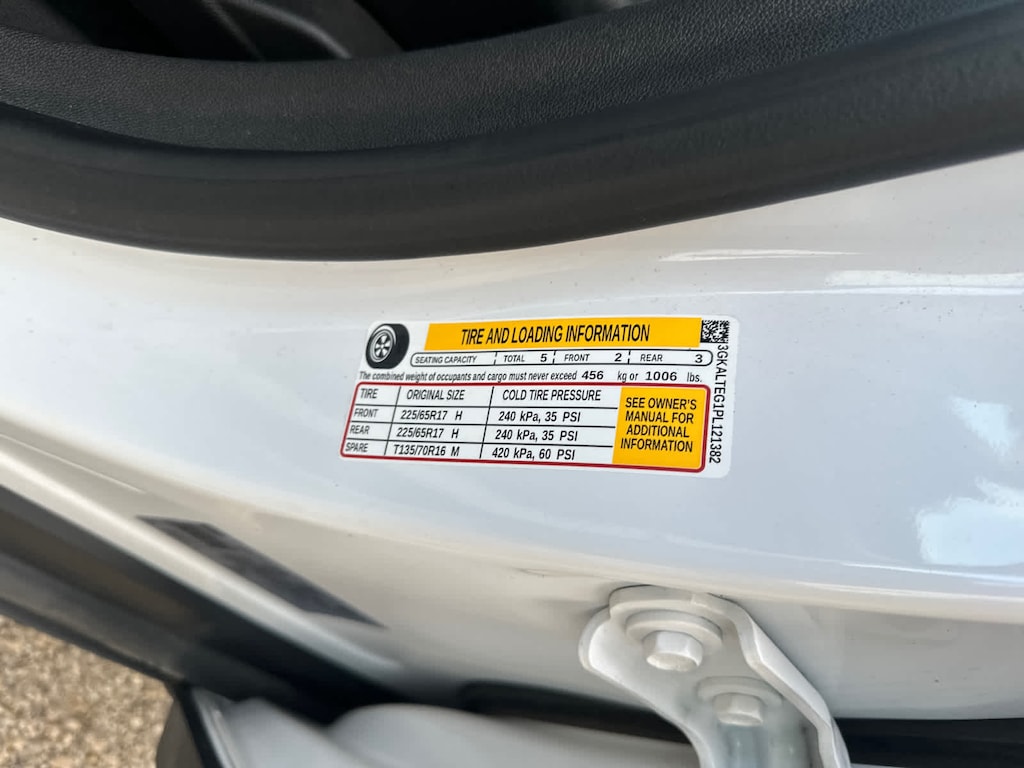 TIRE AND LOADING INFORMATION
SEATING CAPACITY TOTAL 5 FRONT 2 REAR 3
The combined weight of occupants and cargo must never exceed 456 kg or 1006 lbs.
TIRE ORIGINAL SIZE COLD TIRE PRESSURE
FRONT 225/65R17 H 240 kPa, 35 PSI
REAR 225/65R17 H 240 kPa, 35 PSI
SPARE T135/70R16 M 420 kPa, 60 PSI
SEE OWNER'S
MANUAL FOR
ADDITIONAL
INFORMATION
3GKALTEG1PL121382